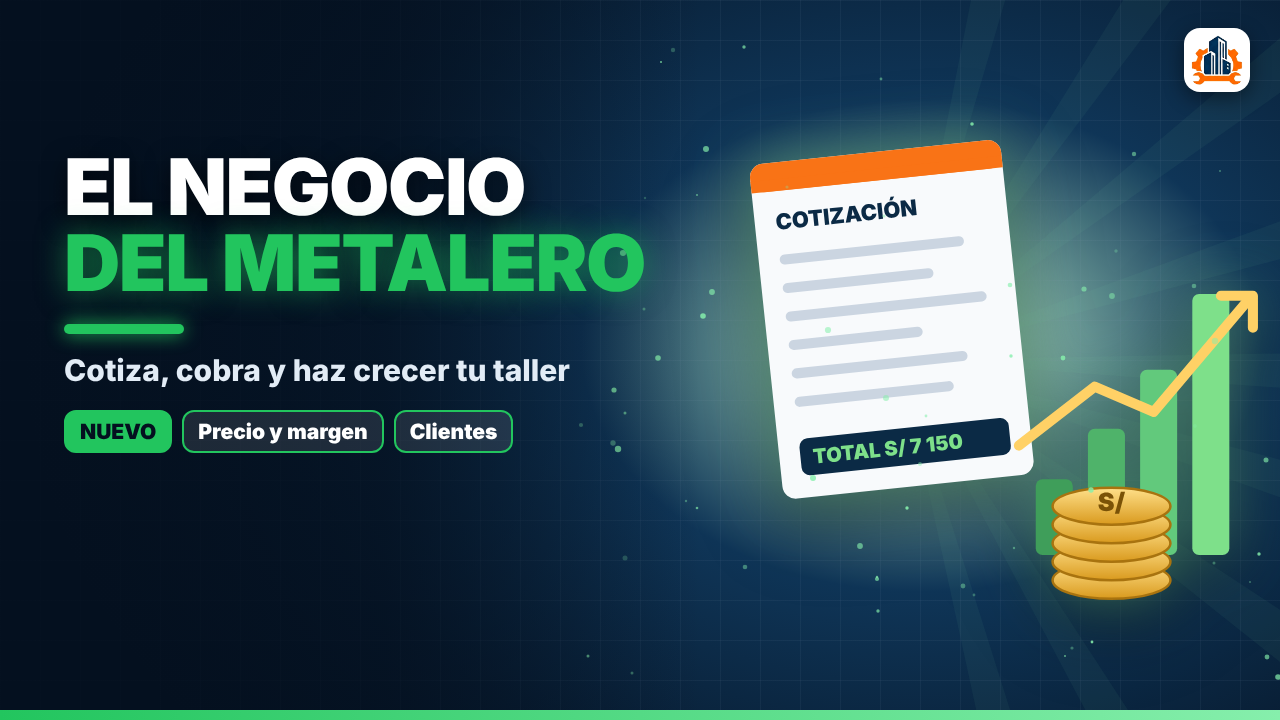 EL NEGOCIO
DEL METALERO
Cotiza, cobra y haz crecer tu taller
NUEVO
Precio y margen
Clientes
COTIZACIÓN
TOTAL S/ 7 150
S/